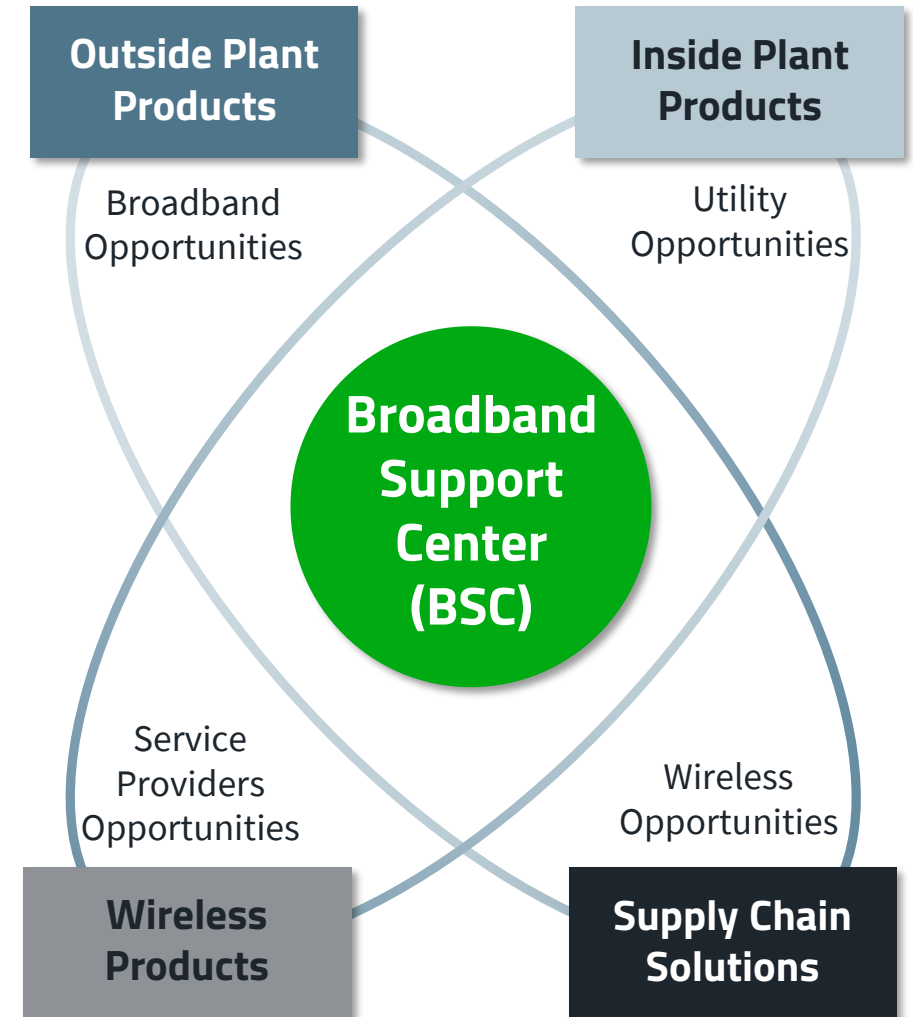 Outside Plant
Products
Inside Plant
Products
Broadband
Opportunities
Utility
Opportunities
Broadband
Support
Center
(BSC)
Service
Providers
Opportunities
Wireless
Opportunities
Wireless
Products
Supply Chain
Solutions